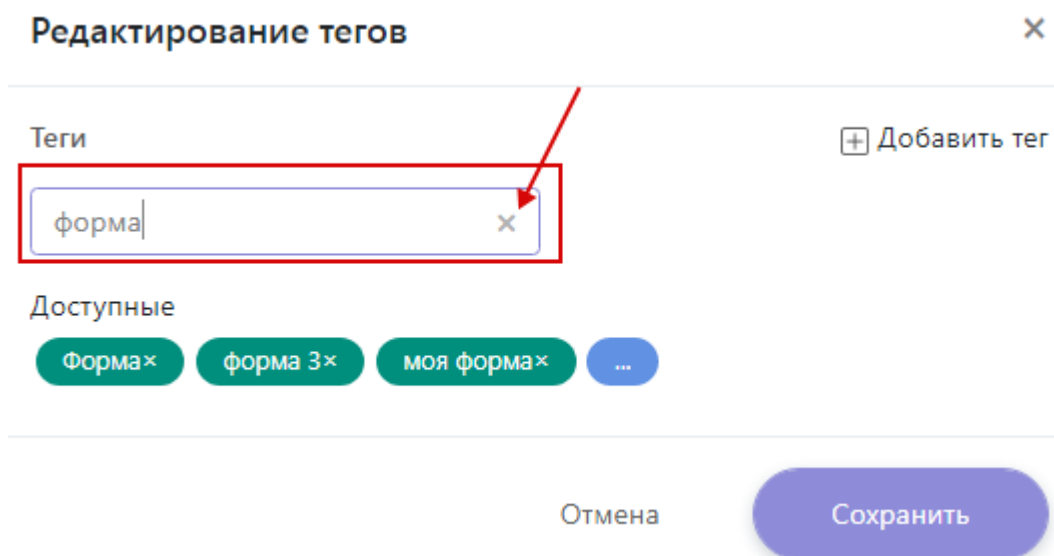 Редактирование тегов ×
Теги
Добавить тег
форма ×
Доступные
Форма× форма 3× моя форма× ...
Отмена Сохранить